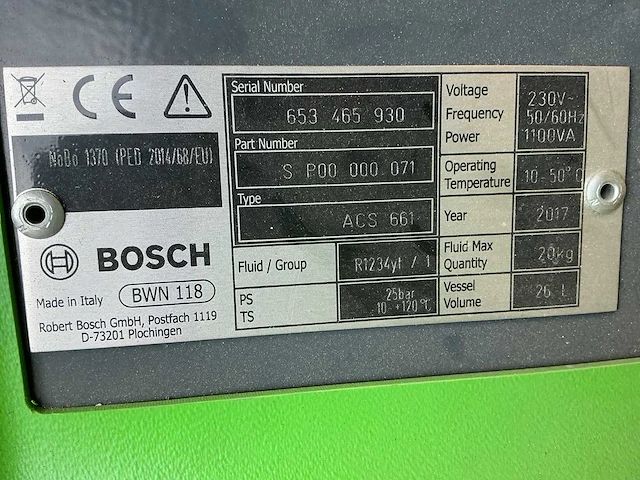 CE
NoBo 1370 (PED 2014/68/EU)
BOSCH
Made in Italy BWN 118
Robert Bosch GmbH, Postfach 1119
D-73201 Plochingen
Serial Number
653 465 930
Part Number
S P00 000 071
Type
ACS 661
Fluid / Group R1234yf / 1
PS 25bar
TS 10 - +120°C
Voltage 230V~
Frequency 50/60Hz
Power 1100VA
Operating
Temperature 10-50°C
Year 2017
Fluid Max
Quantity 20kg
Vessel
Volume 26 L